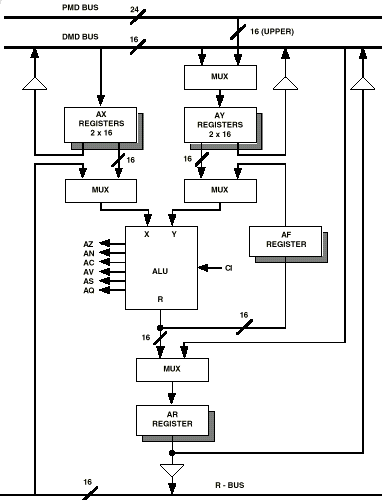 PMD BUS 24
DMD BUS 16
16 (UPPER)
MUX
AX
REGISTERS
2 x 16
AY
REGISTERS
2 x 16
16
16
MUX
MUX
X Y
AZ
AN
AC
AV
AS
AQ
ALU
CI
R
AF
REGISTER
16
16
MUX
AR
REGISTER
16
R - BUS